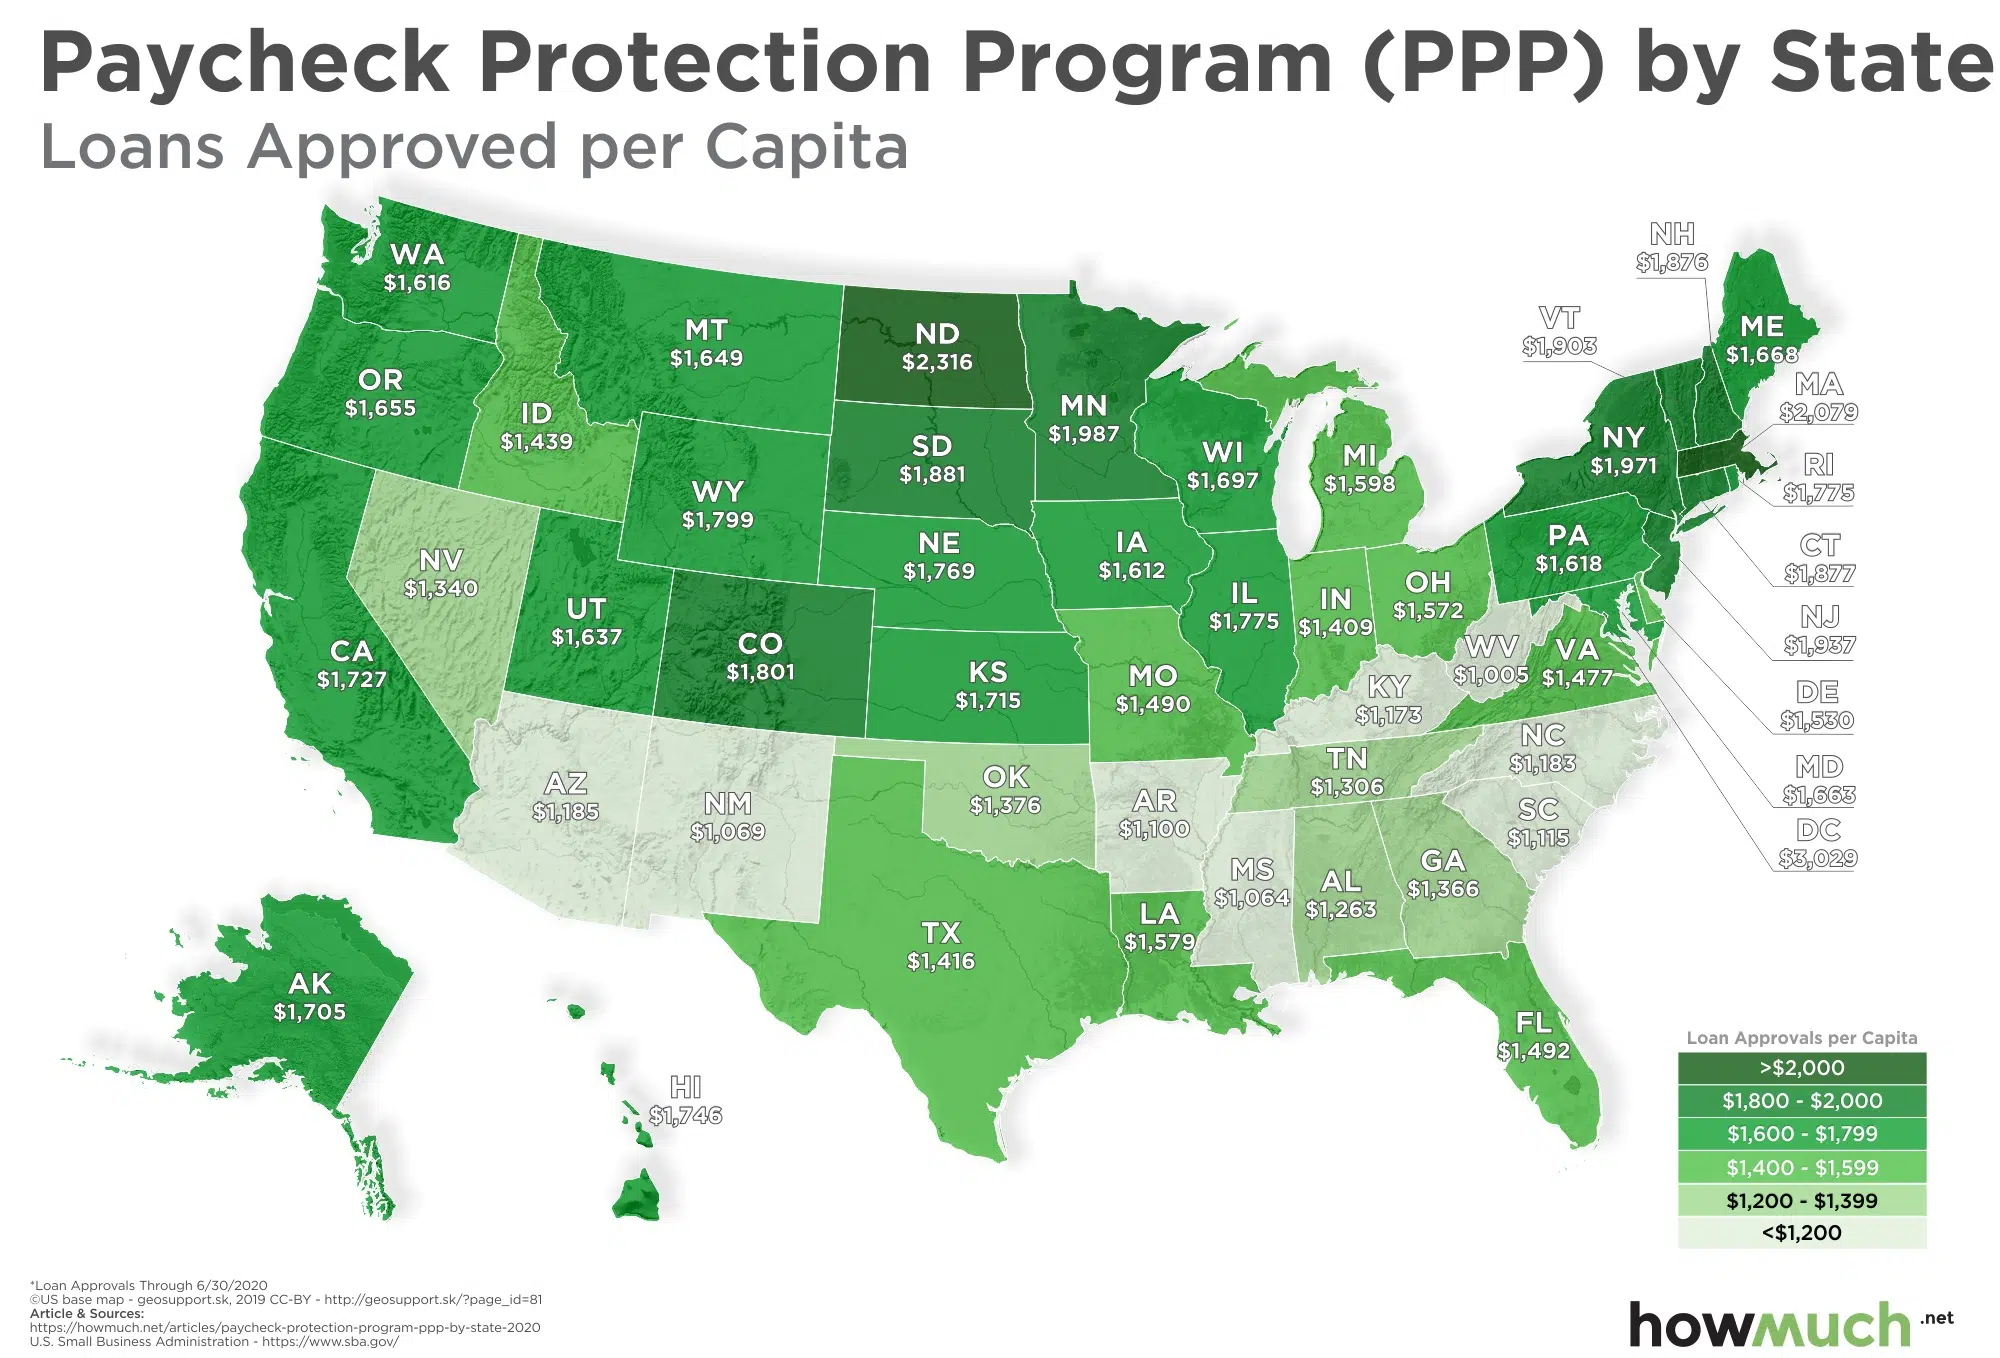 Paycheck Protection Program (PPP) by State
Loans Approved per Capita
WA
$1,616
OR
$1,655
ID
$1,439
MT
$1,649
ND
$2,316
MN
$1,987
SD
$1,881
WY
$1,799
NV
$1,340
UT
$1,637
CA
$1,727
CO
$1,801
NE
$1,769
KS
$1,715
IA
$1,612
WI
$1,697
MI
$1,598
IL
$1,775
IN
$1,409
OH
$1,572
MO
$1,490
KY
$1,173
WV
$1,005
VA
$1,477
PA
$1,618
NY
$1,971
VT
$1,903
NH
$1,876
ME
$1,668
MA
$2,079
RI
$1,775
CT
$1,877
NJ
$1,937
DE
$1,530
MD
$1,663
DC
$3,029
AZ
$1,185
NM
$1,069
OK
$1,376
AR
$1,100
TN
$1,306
NC
$1,183
SC
$1,115
MS
$1,064
AL
$1,263
GA
$1,366
TX
$1,416
LA
$1,579
FL
$1,492
AK
$1,705
HI
$1,746
Loan Approvals per Capita
>$2,000
$1,800 - $2,000
$1,600 - $1,799
$1,400 - $1,599
$1,200 - $1,399
<$1,200
*Loan Approvals Through 6/30/2020
©US base map - geosupport.sk, 2019 CC-BY - http://geosupport.sk/?page_id=81
Article & Sources:
https://howmuch.net/articles/paycheck-protection-program-ppp-by-state-2020
U.S. Small Business Administration - https://www.sba.gov/
howmuch.net